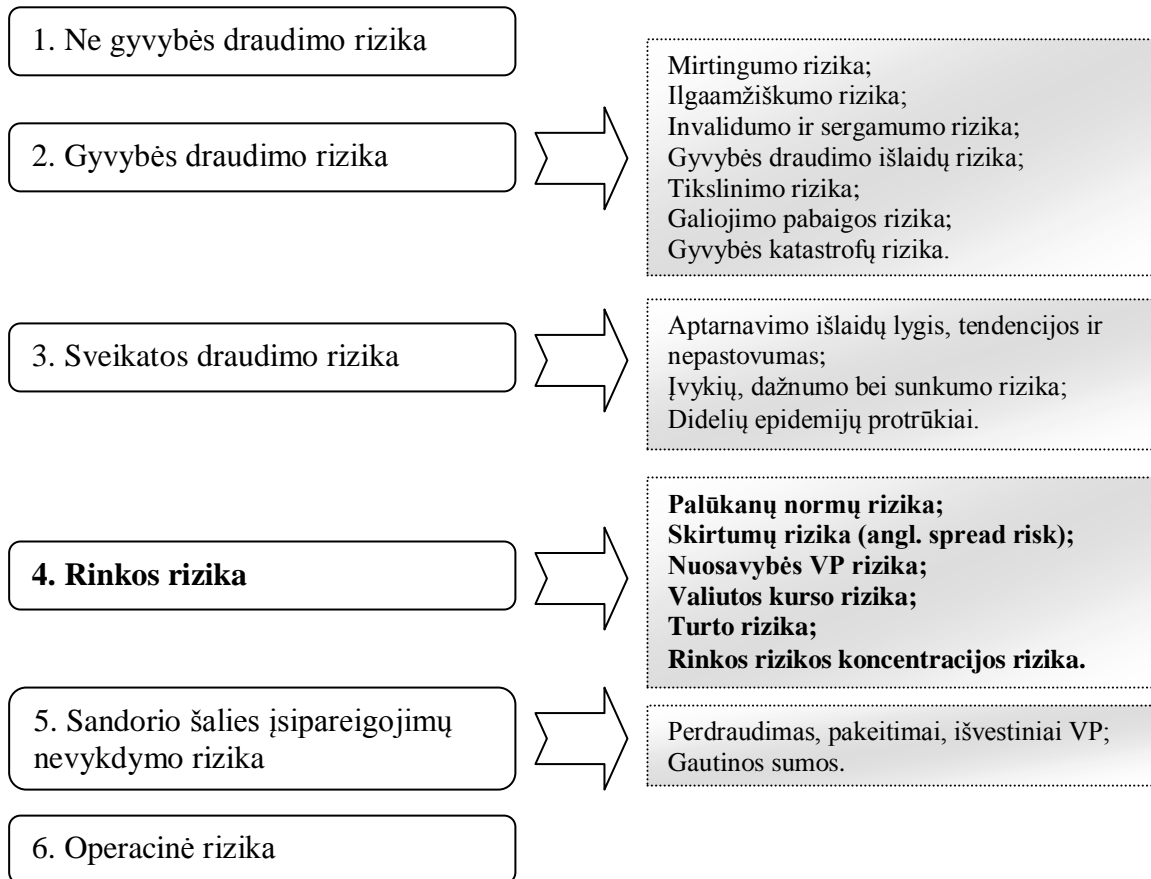 1. Ne gyvybės draudimo rizika
2. Gyvybės draudimo rizika
Mirtingumo rizika;
Ilgaamžiškumo rizika;
Invalidumo ir sergamumo rizika;
Gyvybės draudimo išlaidų rizika;
Tikslinimo rizika;
Galiojimo pabaigos rizika;
Gyvybės katastrofų rizika.
3. Sveikatos draudimo rizika
Aptarnavimo išlaidų lygis, tendencijos ir
nepastovumas;
Įvykių, dažnumo bei sunkumo rizika;
Didelių epidemijų protrūkiai.
4. Rinkos rizika
Palūkanų normų rizika;
Skirtumų rizika (angl. spread risk);
Nuosavybės VP rizika;
Valiutos kurso rizika;
Turto rizika;
Rinkos rizikos koncentracijos rizika.
5. Sandorio šalies įsipareigojimų
nevykdymo rizika
Perdraudimas, pakeitimai, išvestiniai VP;
Gautinos sumos.
6. Operacinė rizika